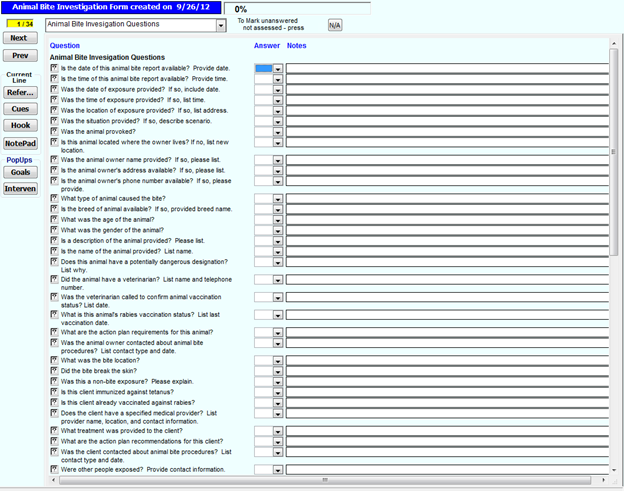 Animal Bite Investigation Form created on 9/26/12
0%
1 / 34
Animal Bite Invesigation Questions
To Mark unanswered
not assessed - press
N/A
Next
Prev
Current
Line
Refer...
Cues
Hook
NotePad
PopUps
Goals
Interven
Question Answer Notes
Animal Bite Invesigation Questions
? Is the date of this animal bite report available? Provide date.
? Is the time of this animal bite report available? Provide time.
? Was the date of exposure provided? If so, include date.
? Was the time of exposure provided? If so, list time.
? Was the location of exposure provided? If so, list address.
? Was the situation provided? If so, describe scenario.
? Was the animal provoked?
? Is this animal located where the owner lives? If no, list new
location.
? Was the animal owner name provided? If so, please list.
? Is the animal owner's address available? If so, please list.
? Is the animal owner's phone number available? If so, please
provide.
? What type of animal caused the bite?
? Is the breed of animal available? If so, provided breed name.
? What was the age of the animal?
? What was the gender of the animal?
? Is a description of the animal provided? Please list.
? Is the name of the animal provided? List name.
? Does this animal have a potentially dangerous designation?
List why.
? Did the animal have a veterinarian? List name and telephone
number.
? Was the veterinarian called to confirm animal vaccination
status? List date.
? What is this animal's rabies vaccination status? List last
vaccination date.
? What are the action plan requirements for this animal?
? Was the animal owner contacted about animal bite
procedures? List contact type and date.
? What was the bite location?
? Did the bite break the skin?
? Was this a non-bite exposure? Please explain.
? Is this client immunized against tetanus?
? Is this client already vaccinated against rabies?
? Does the client have a specified medical provider? List
provider name, location, and contact information.
? What treatment was provided to the client?
? What are the action plan recommendations for this client?
? Was the client contacted about animal bite procedures? List
contact type and date.
? Were other people exposed? Provide contact information.